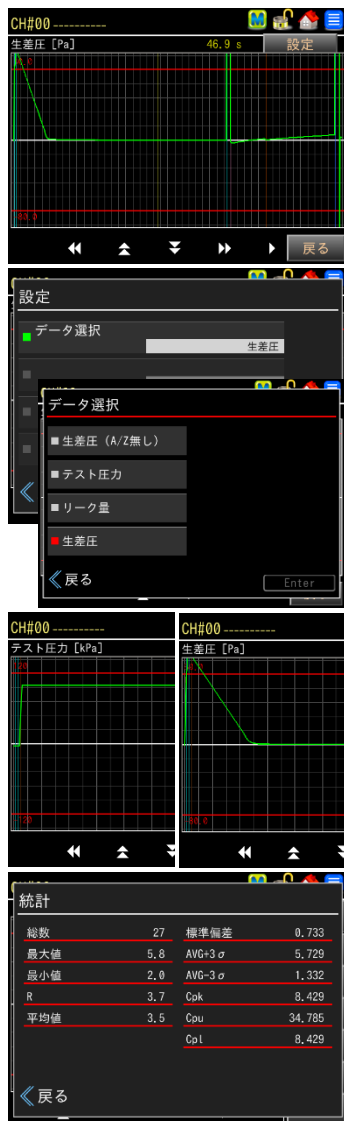 CH#00 ----------
生差圧 [Pa] 46.9 s 設定
戻る
設定
データ選択
生差圧
データ選択
生差圧 (A/Z無し)
テスト圧力
リーク量
生差圧
戻る Enter
CH#00 ----------
テスト圧力 [kPa]
CH#00 ----------
生差圧 [Pa]
統計
総数 27 標準偏差 0.733
最大値 5.8 AVG+3σ 5.729
最小値 2.0 AVG-3σ 1.332
R 3.7 Cpk 8.429
平均値 3.5 Cpu 34.785
Cpl 8.429
戻る